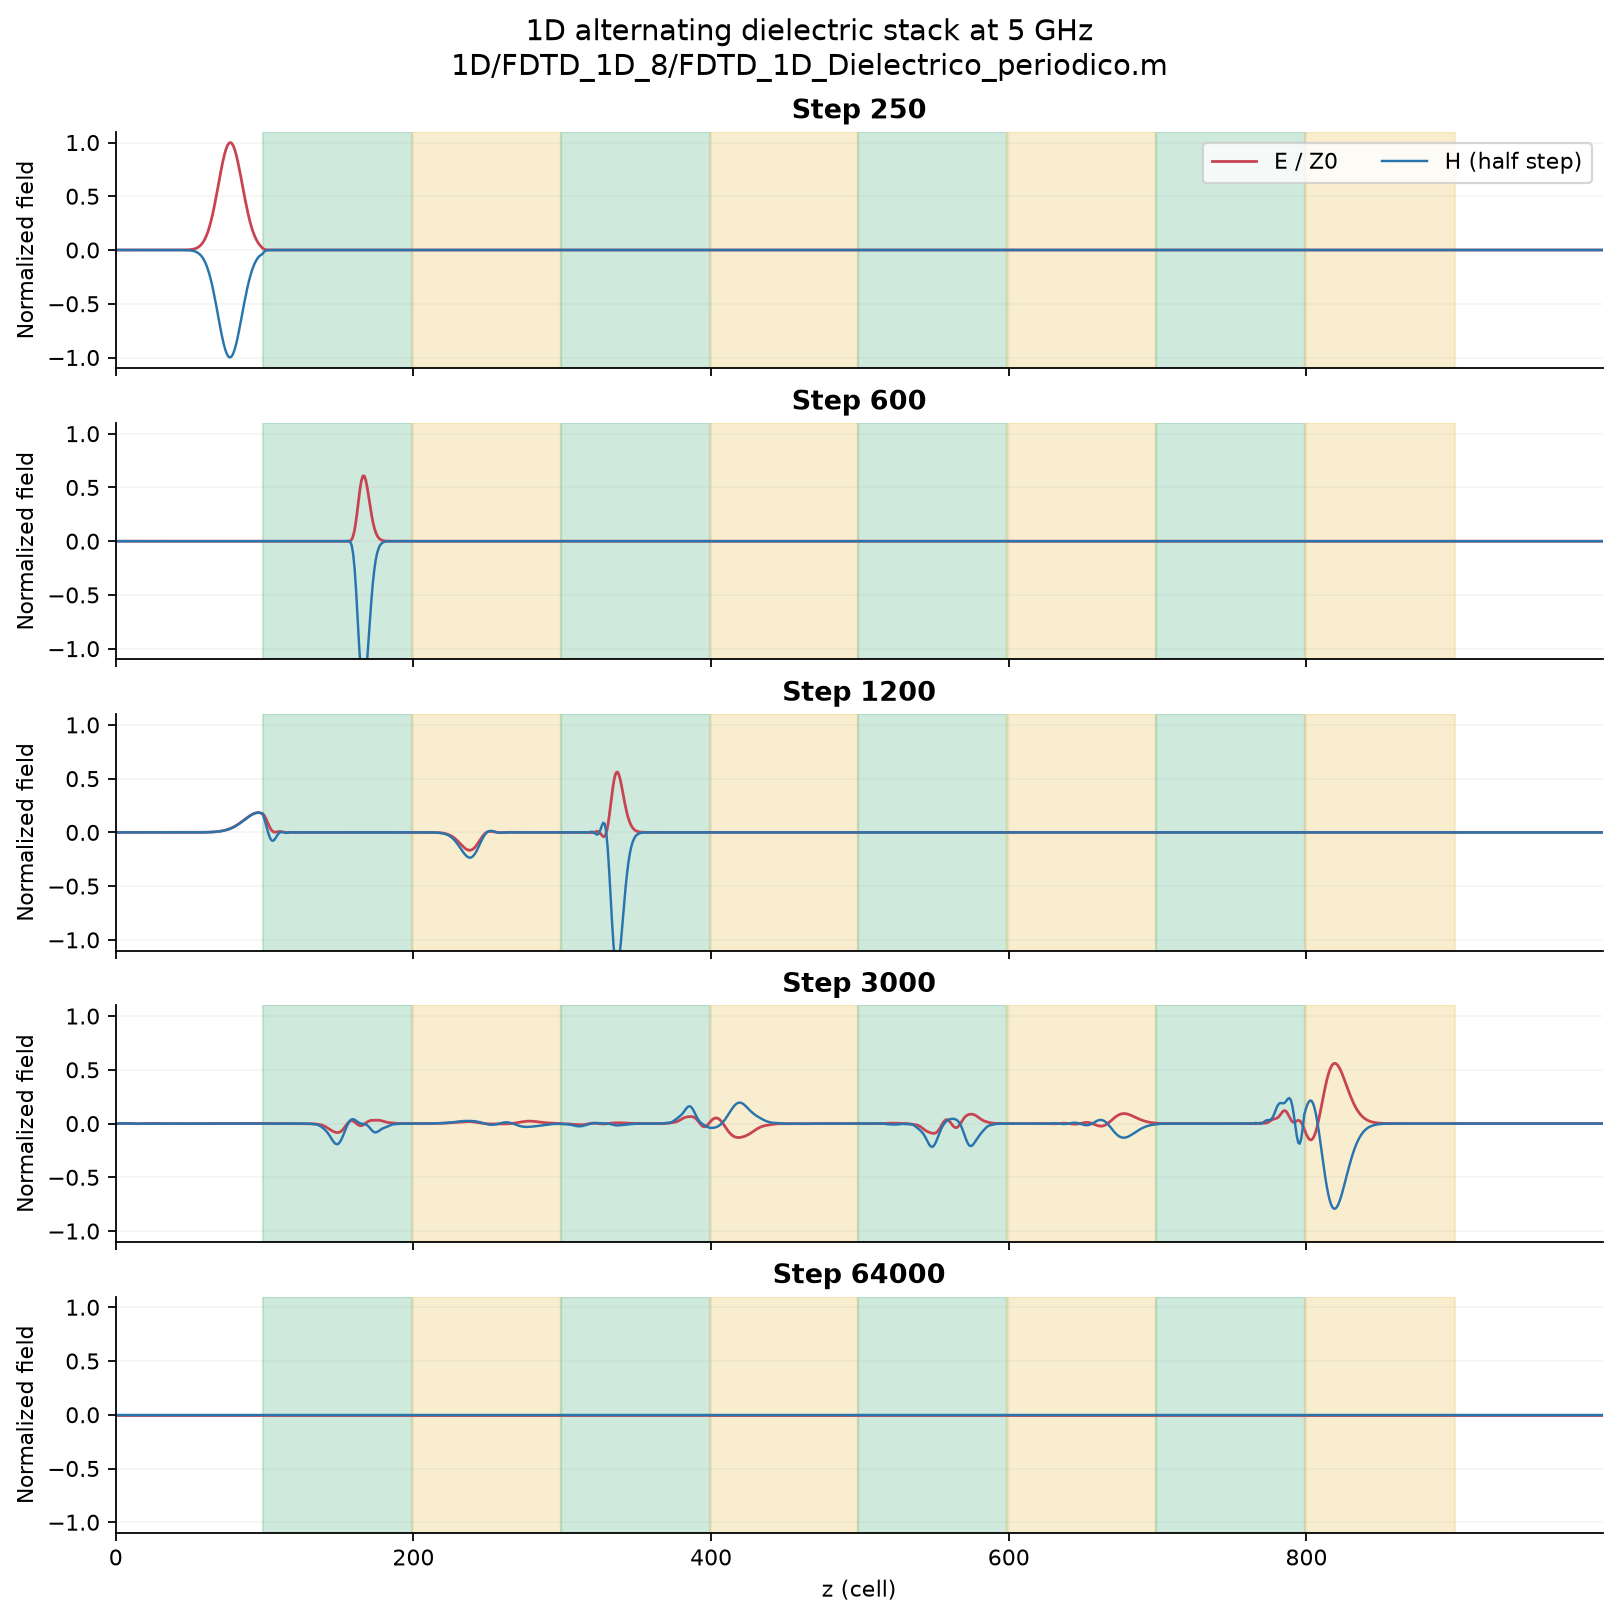 1D alternating dielectric stack at 5 GHz
1D/FDTD_1D_8/FDTD_1D_Dielectrico_periodico.m
Step 250
Normalized field
1.0
0.5
0.0
−0.5
−1.0
E / Z0
H (half step)
Step 600
Normalized field
1.0
0.5
0.0
−0.5
−1.0
Step 1200
Normalized field
1.0
0.5
0.0
−0.5
−1.0
Step 3000
Normalized field
1.0
0.5
0.0
−0.5
−1.0
Step 64000
Normalized field
1.0
0.5
0.0
−0.5
−1.0
0 200 400 600 800
z (cell)